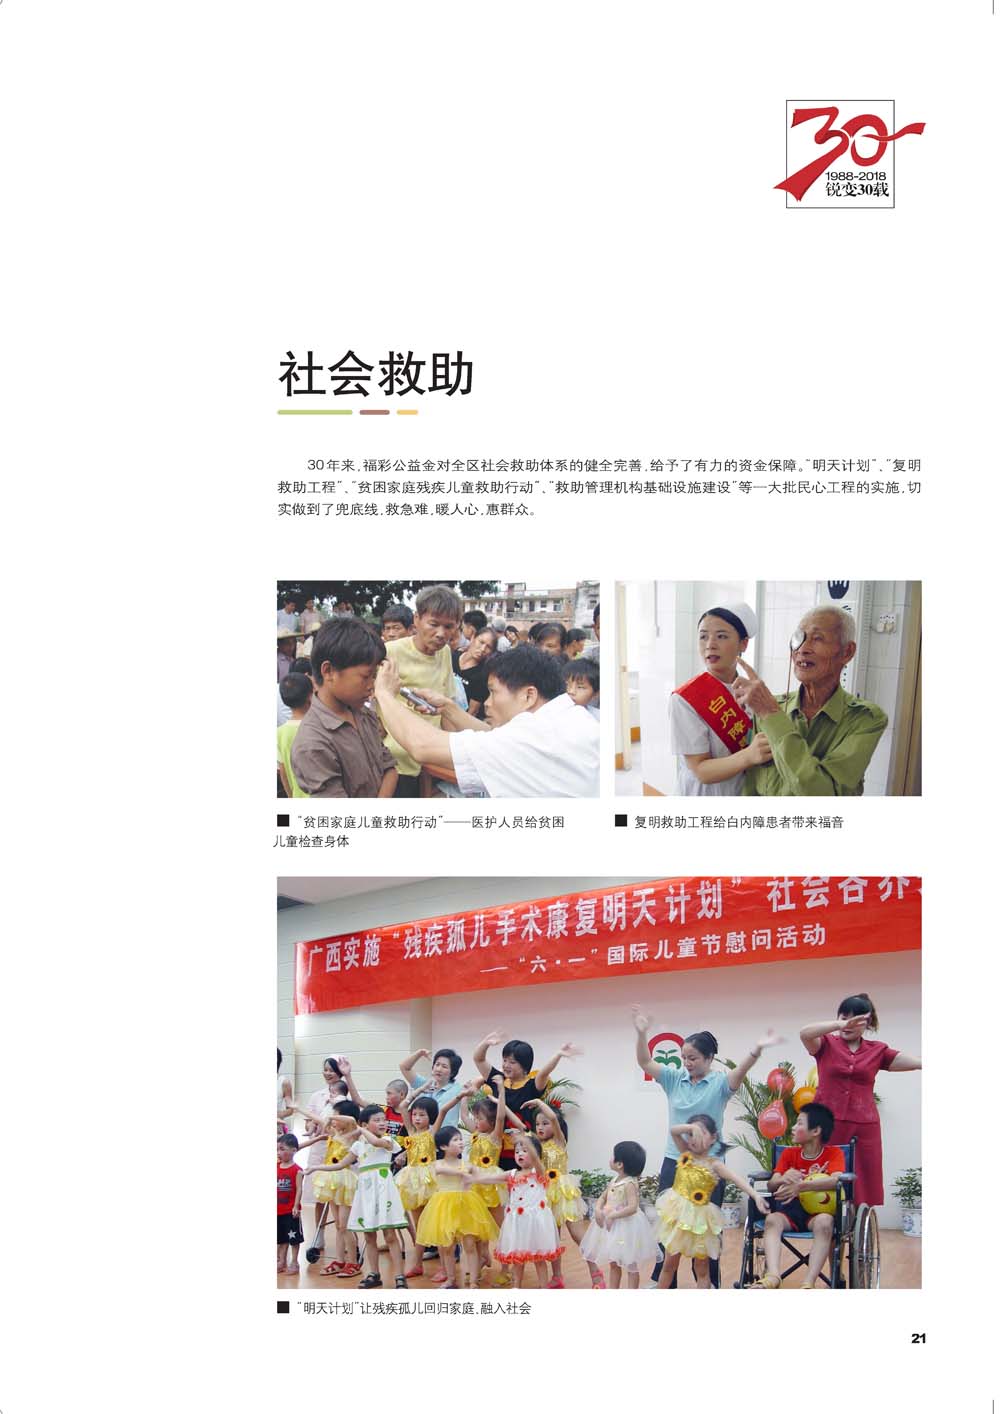 1988-2018
锐变30载
社会救助
30年来,福彩公益金对全区社会救助体系的健全完善,给予了有力的资金保障。“明天计划”、“复明
救助工程”、“贫困家庭残疾儿童救助行动”、“救助管理机构基础设施建设”等一大批民心工程的实施,切
实做到了兜底线,救急难,暖人心,惠群众。
白内障
■ “贫困家庭儿童救助行动”——医护人员给贫困
儿童检查身体
■ 复明救助工程给白内障患者带来福音
广西实施“残疾孤儿手术康复明天计划”社会各界
——“六·一”国际儿童节慰问活动
■ “明天计划”让残疾孤儿回归家庭,融入社会
21